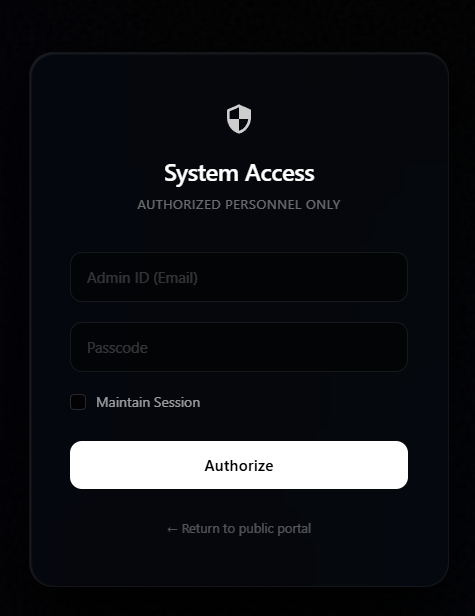 System Access
AUTHORIZED PERSONNEL ONLY
Admin ID (Email)
Passcode
Maintain Session
Authorize
← Return to public portal